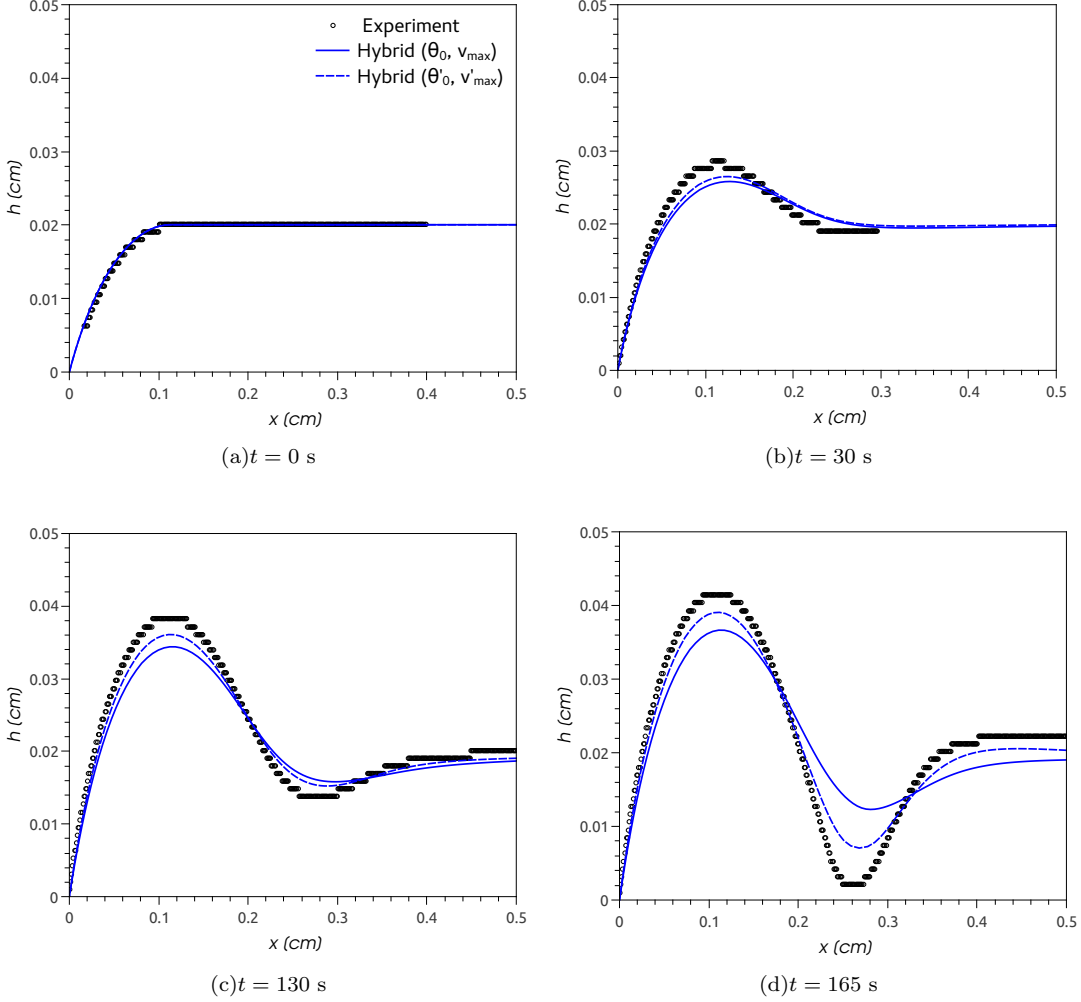 0.05
0.04
0.03
0.02
0.01
0
h (cm)
0 0.1 0.2 0.3 0.4 0.5
x (cm)
Experiment
Hybrid (θ₀, vₘₐₓ)
Hybrid (θ'₀, v'ₘₐₓ)
(a)t = 0 s
0.05
0.04
0.03
0.02
0.01
0
h (cm)
0 0.1 0.2 0.3 0.4 0.5
x (cm)
(b)t = 30 s
0.05
0.04
0.03
0.02
0.01
0
h (cm)
0 0.1 0.2 0.3 0.4 0.5
x (cm)
(c)t = 130 s
0.05
0.04
0.03
0.02
0.01
0
h (cm)
0 0.1 0.2 0.3 0.4 0.5
x (cm)
(d)t = 165 s